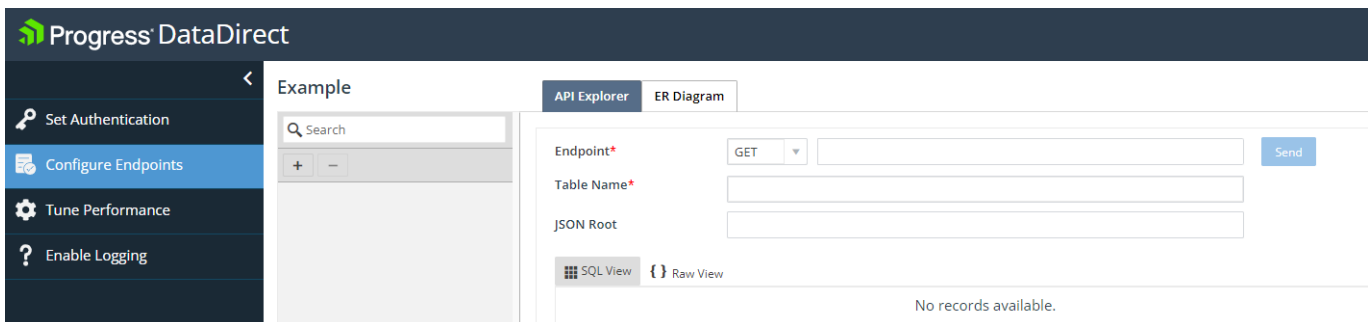 Progress DataDirect
Set Authentication
Configure Endpoints
Tune Performance
Enable Logging
Example
Search
+ −
API Explorer ER Diagram
Endpoint* GET Send
Table Name*
JSON Root
SQL View { } Raw View
No records available.